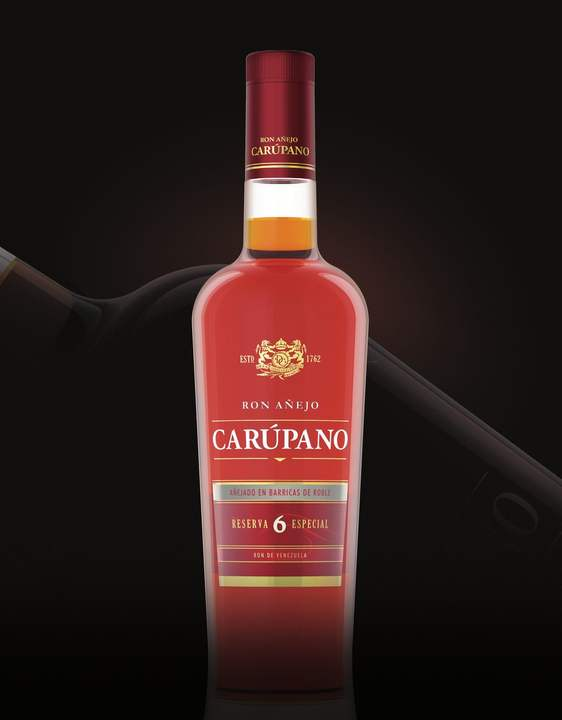 RON AÑEJO
CARÚPANO
ESTD 1762
RON AÑEJO
CARÚPANO
AÑEJADO EN BARRICAS DE ROBLE
RESERVA 6 ESPECIAL
RON DE VENEZUELA